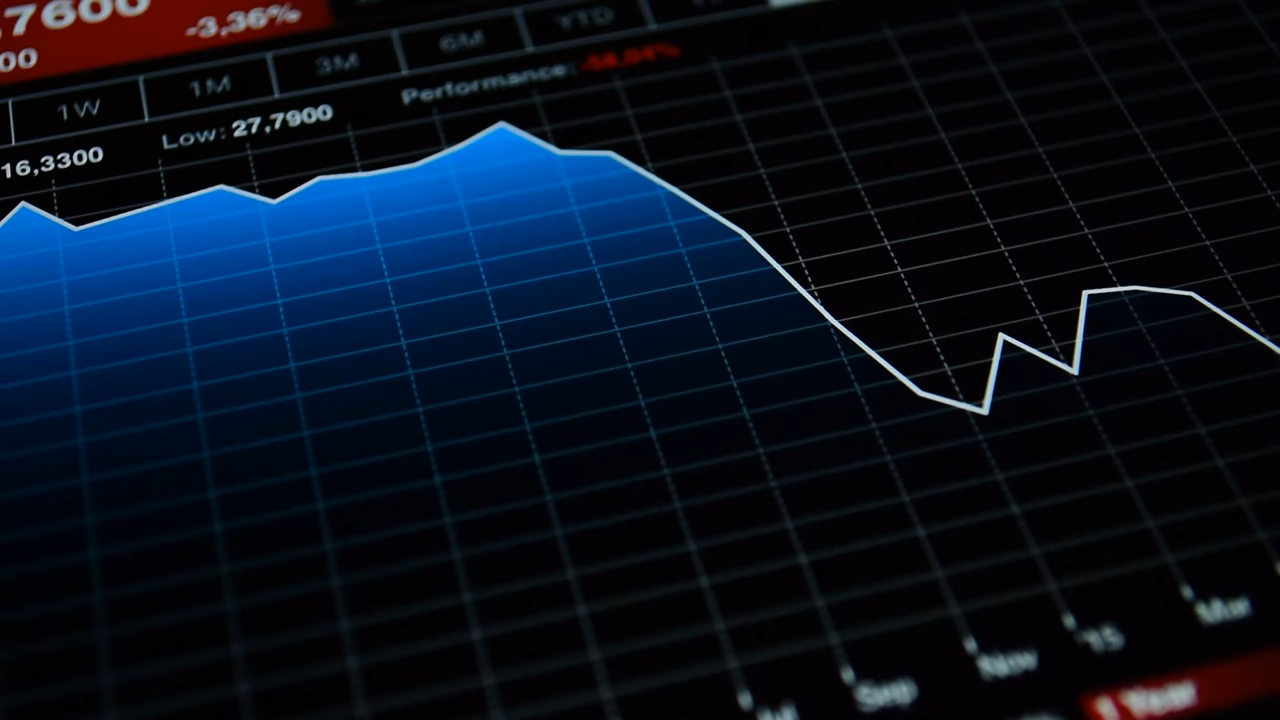 ,7600 -3,36%
00
1W 1M 3M 6M YTD
16,3300 Low: 27,7900 Performance:
Jul Sep Nov '15 Mar
1 Year